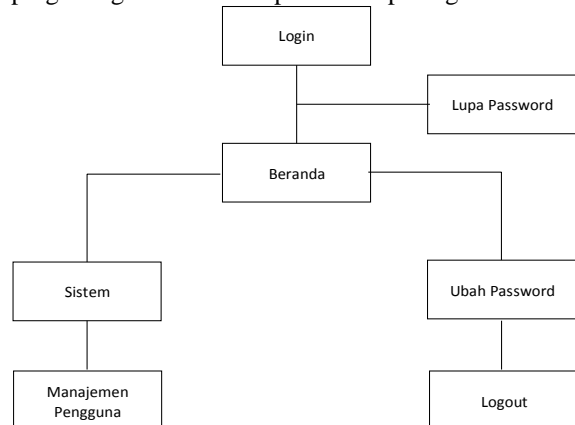 Login
Lupa Password
Beranda
Sistem
Ubah Password
Manajemen
Pengguna
Logout